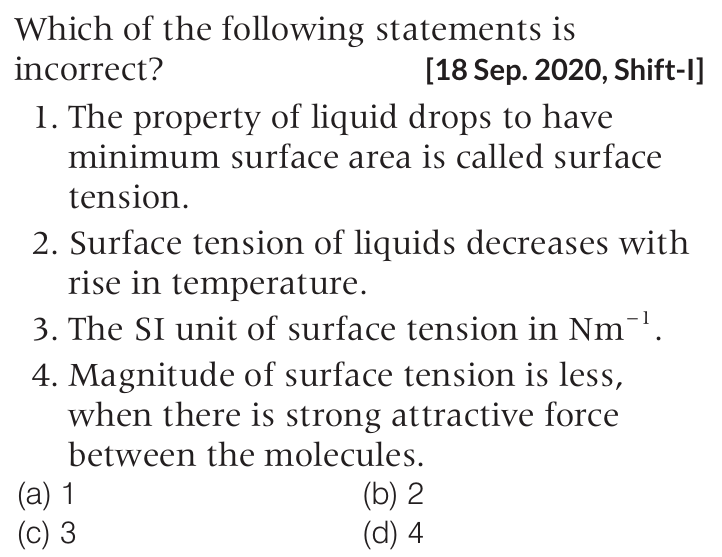 Which of the following statements is
incorrect? [18 Sep. 2020, Shift-I]
1. The property of liquid drops to have
minimum surface area is called surface
tension.
2. Surface tension of liquids decreases with
rise in temperature.
3. The SI unit of surface tension in Nm⁻¹.
4. Magnitude of surface tension is less,
when there is strong attractive force
between the molecules.
(a) 1 (b) 2
(c) 3 (d) 4